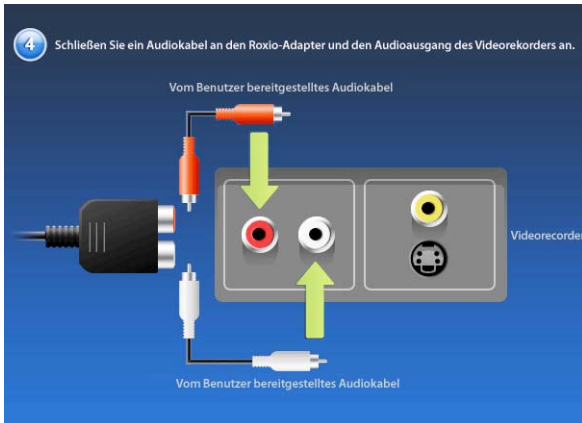 4 Schließen Sie ein Audiokabel an den Roxio-Adapter und den Audioausgang des Videorekorders an.
Vom Benutzer bereitgestelltes Audiokabel
Videorecorder
Vom Benutzer bereitgestelltes Audiokabel